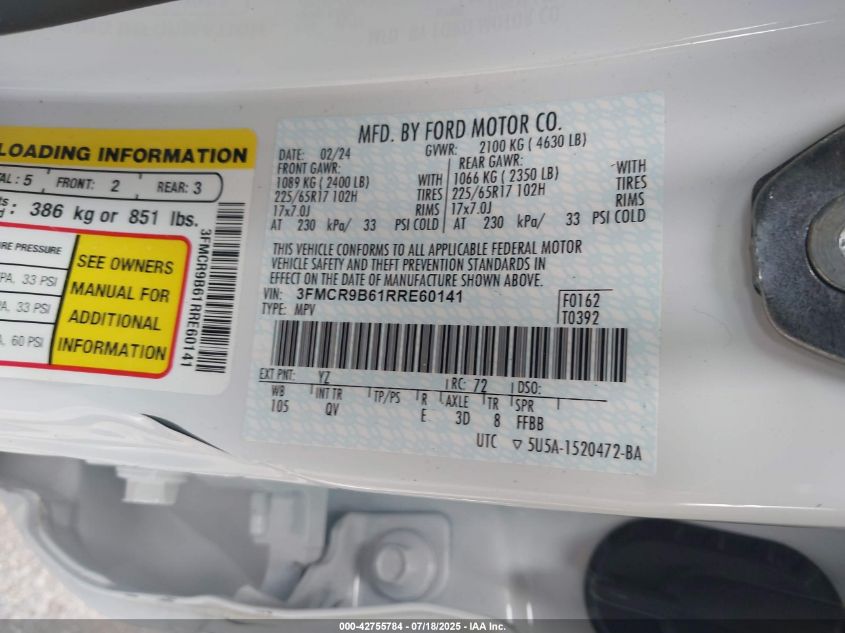 LOADING INFORMATION
TAL: 5 FRONT: 2 REAR: 3
386 kg or 851 lbs.
RE PRESSURE
PA, 33 PSI
A, 33 PSI
A, 60 PSI
SEE OWNERS
MANUAL FOR
ADDITIONAL
INFORMATION
3FMCR9B61RRE60141
MFD. BY FORD MOTOR CO.
DATE: 02/24 GVWR: 2100 KG ( 4630 LB)
FRONT GAWR: REAR GAWR:
1089 KG ( 2400 LB) WITH 1066 KG ( 2350 LB) WITH
225/65R17 102H TIRES 225/65R17 102H TIRES
17x7.0J RIMS 17x7.0J RIMS
AT 230 kPa/ 33 PSI COLD AT 230 kPa/ 33 PSI COLD
THIS VEHICLE CONFORMS TO ALL APPLICABLE FEDERAL MOTOR
VEHICLE SAFETY AND THEFT PREVENTION STANDARDS IN
EFFECT ON THE DATE OF MANUFACTURE SHOWN ABOVE.
VIN: 3FMCR9B61RRE60141 F0162
TYPE: MPV T0392
EXT PNT: YZ RC: 72 DSO:
WB INT TR TP/PS R AXLE TR SPR
105 QV E 3D 8 FFBB
UTC ▽ 5U5A-1520472-BA
000-42755784 - 07/18/2025 - IAA Inc.